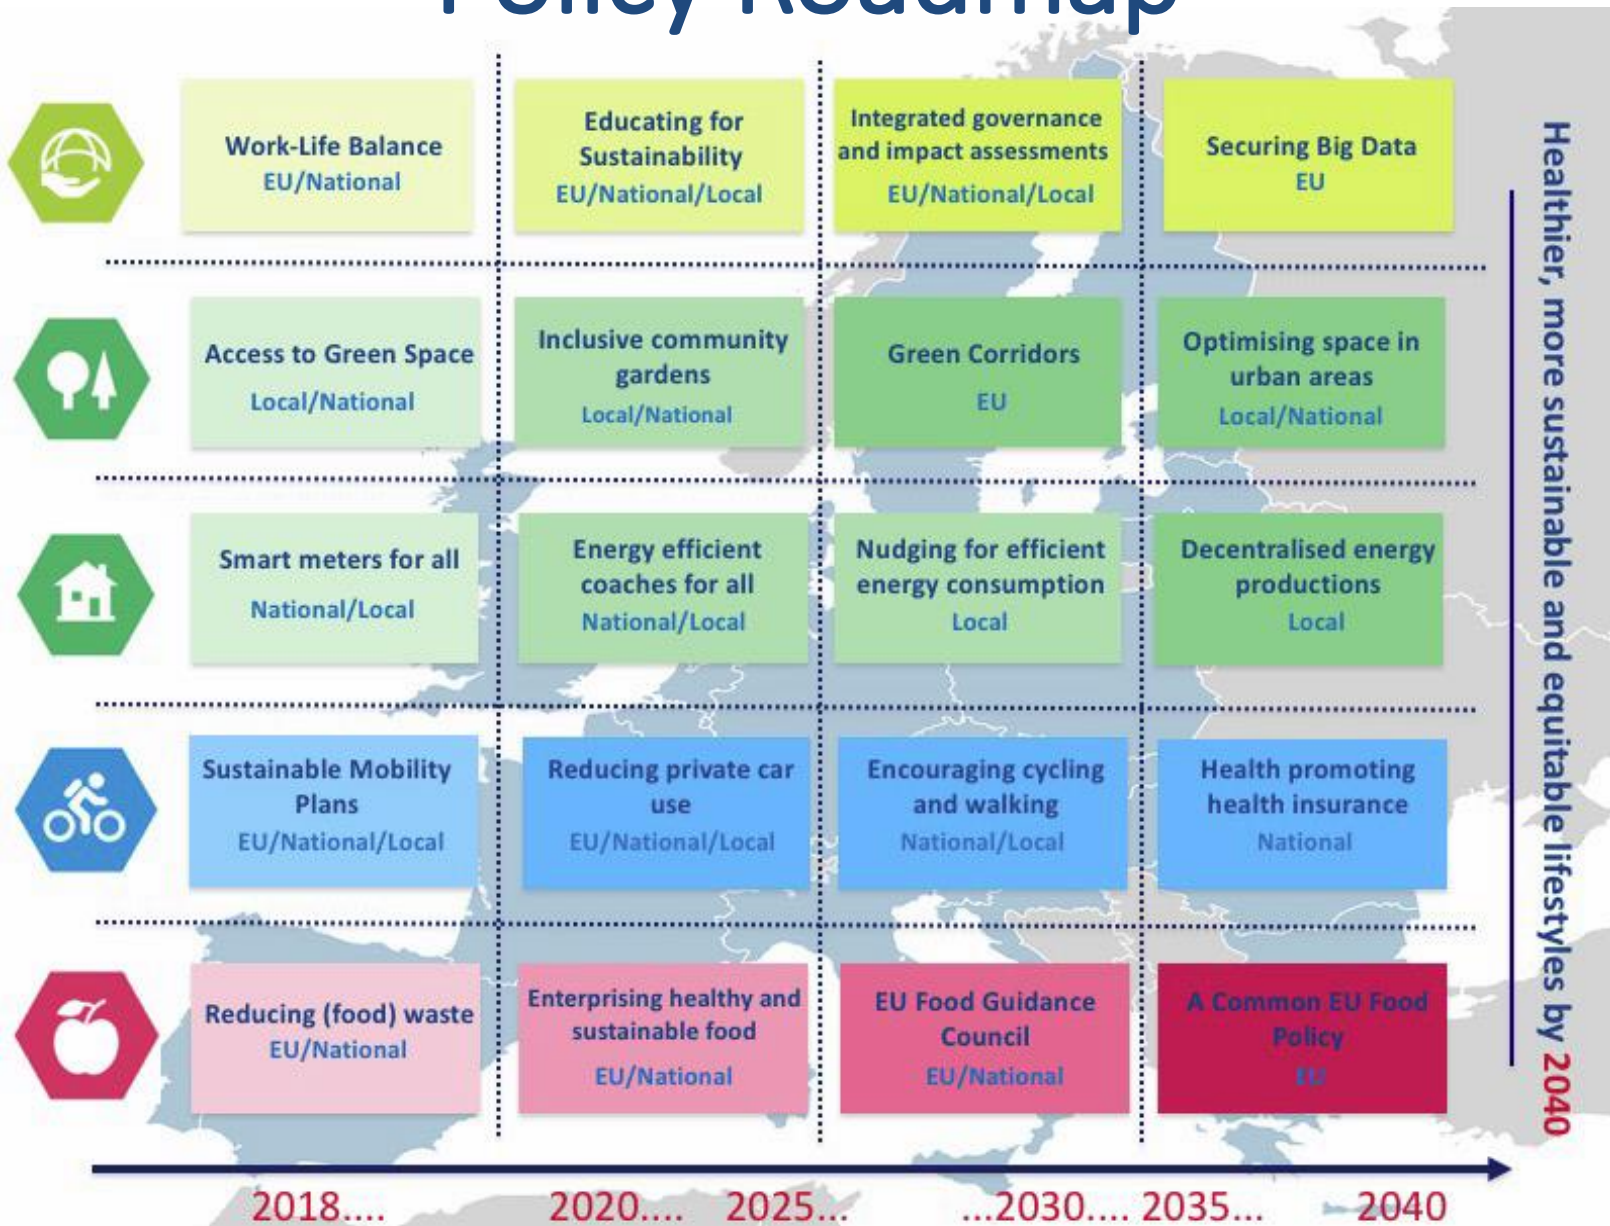 Policy Roadmap
Work-Life Balance
EU/National
Educating for
Sustainability
EU/National/Local
Integrated governance
and impact assessments
EU/National/Local
Securing Big Data
EU
Access to Green Space
Local/National
Inclusive community
gardens
Local/National
Green Corridors
EU
Optimising space in
urban areas
Local/National
Smart meters for all
National/Local
Energy efficient
coaches for all
National/Local
Nudging for efficient
energy consumption
Local
Decentralised energy
productions
Local
Sustainable Mobility
Plans
EU/National/Local
Reducing private car
use
EU/National/Local
Encouraging cycling
and walking
National/Local
Health promoting
health insurance
National
Reducing (food) waste
EU/National
Enterprising healthy and
sustainable food
EU/National
EU Food Guidance
Council
EU/National
A Common EU Food
Policy
EU
Healthier, more sustainable and equitable lifestyles by 2040
2018.... 2020.... 2025... ...2030.... 2035... 2040